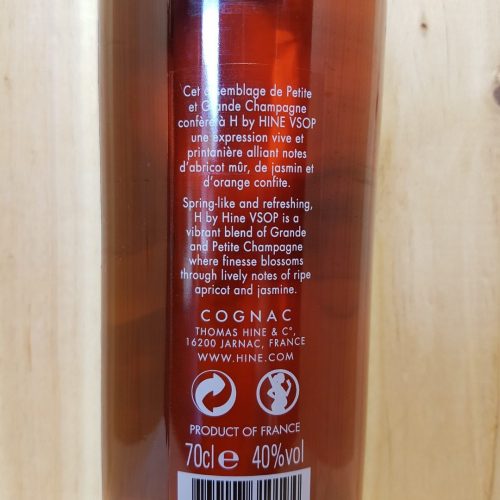 Cet assemblage de Petite
et Grande Champagne
confère à H by HINE VSOP
une expression vive et
printanière alliant notes
d'abricot mûr, de jasmin et
d'orange confite.
Spring-like and refreshing,
H by Hine VSOP is a
vibrant blend of Grande
and Petite Champagne
where finesse blossoms
through lively notes of ripe
apricot and jasmine.
COGNAC
THOMAS HINE & C°,
16200 JARNAC, FRANCE
WWW.HINE.COM
PRODUCT OF FRANCE
70cl e 40%vol